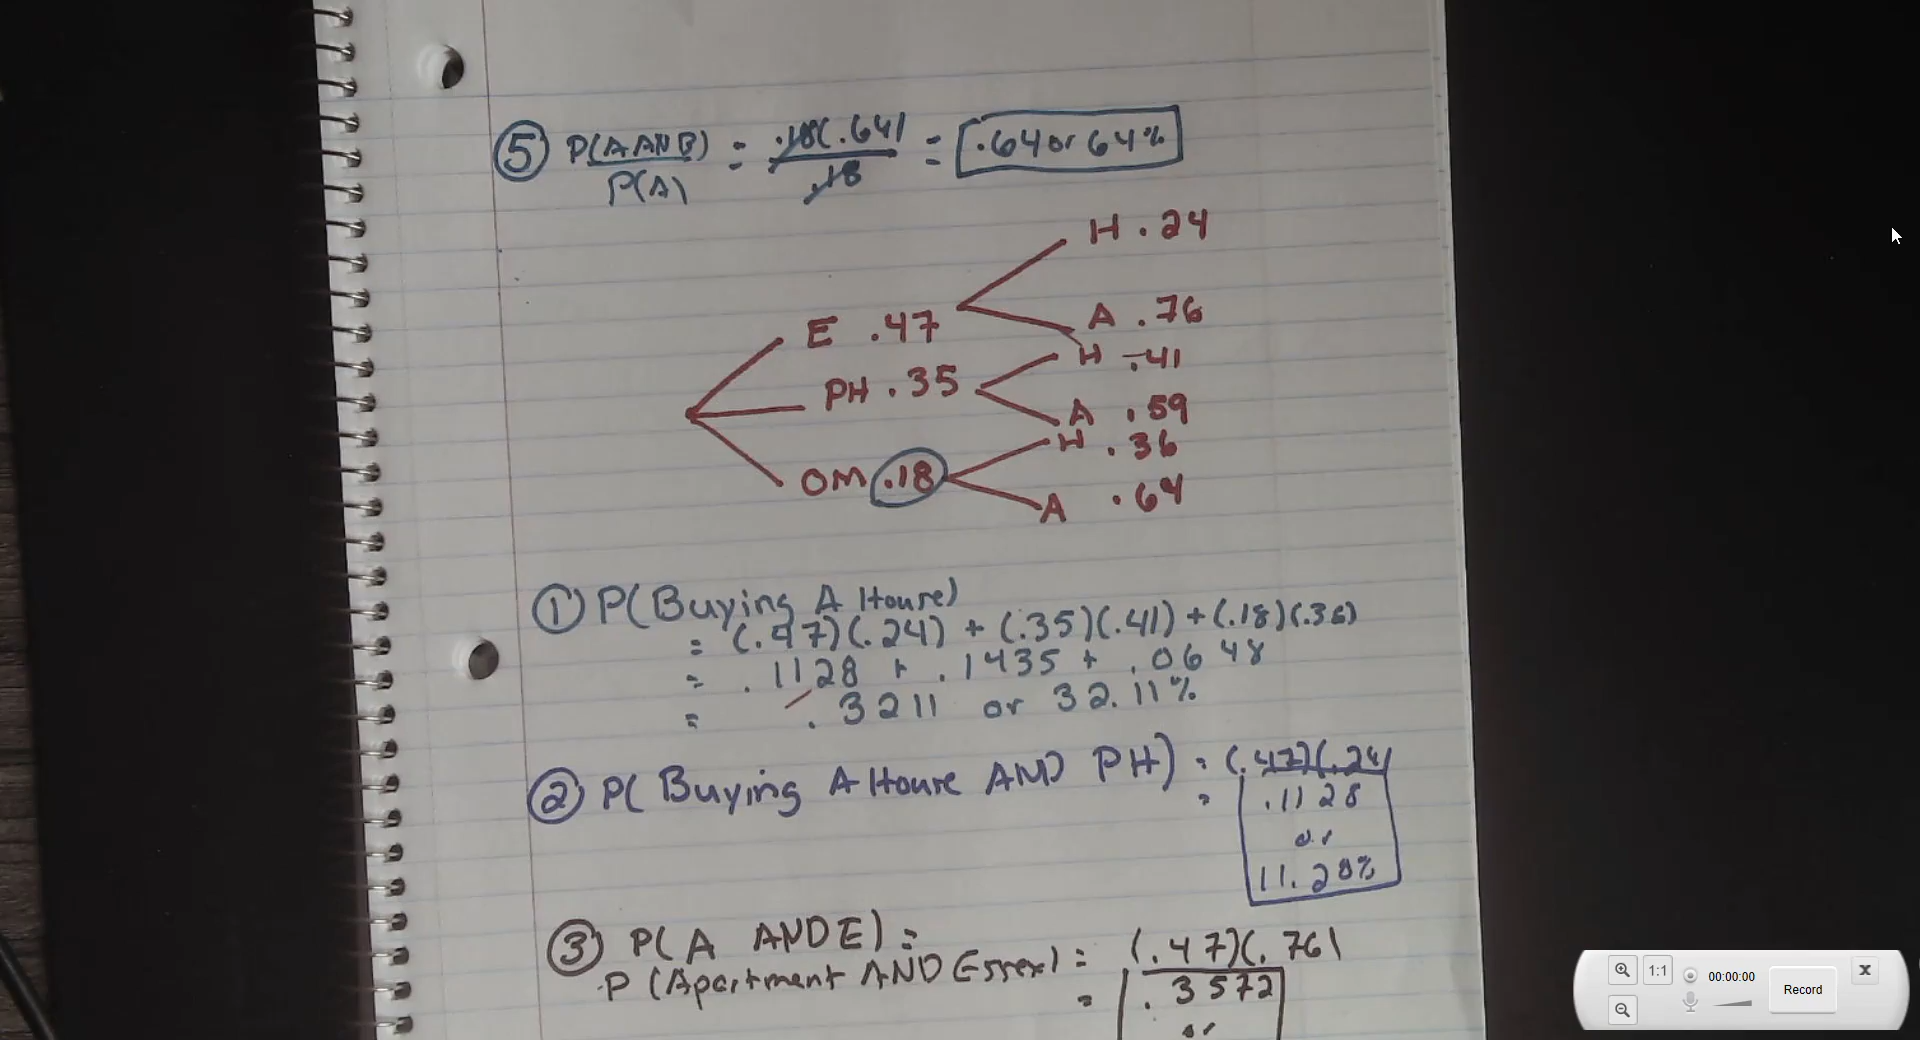 ⑤ P(A AND B) = .18(.64) = .64 or 64%
P(A) .18
H .24
E .47
A .76
H .41
PH .35
A .59
H .36
OM .18
A .64
① P(Buying A House)
= (.47)(.24) + (.35)(.41) + (.18)(.36)
= .1128 + .1435 + .0648
= .3211 or 32.11%
② P(Buying A House AND PH) = (.47)(.24)
= .1128
or
11.28%
③ P(A AND E) =
P(Apartment AND Essex) = (.47)(.76)
= .3572
or
1:1
00:00:00
Record
x